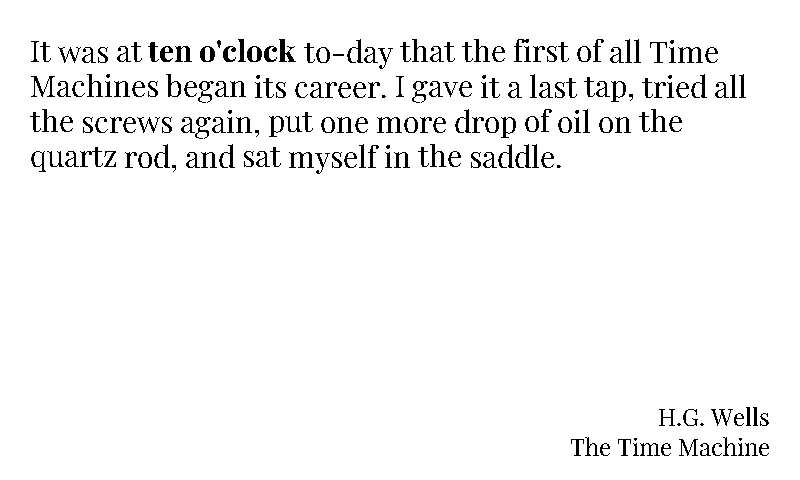 It was at ten o'clock to-day that the first of all Time
Machines began its career. I gave it a last tap, tried all
the screws again, put one more drop of oil on the
quartz rod, and sat myself in the saddle.
H.G. Wells
The Time Machine